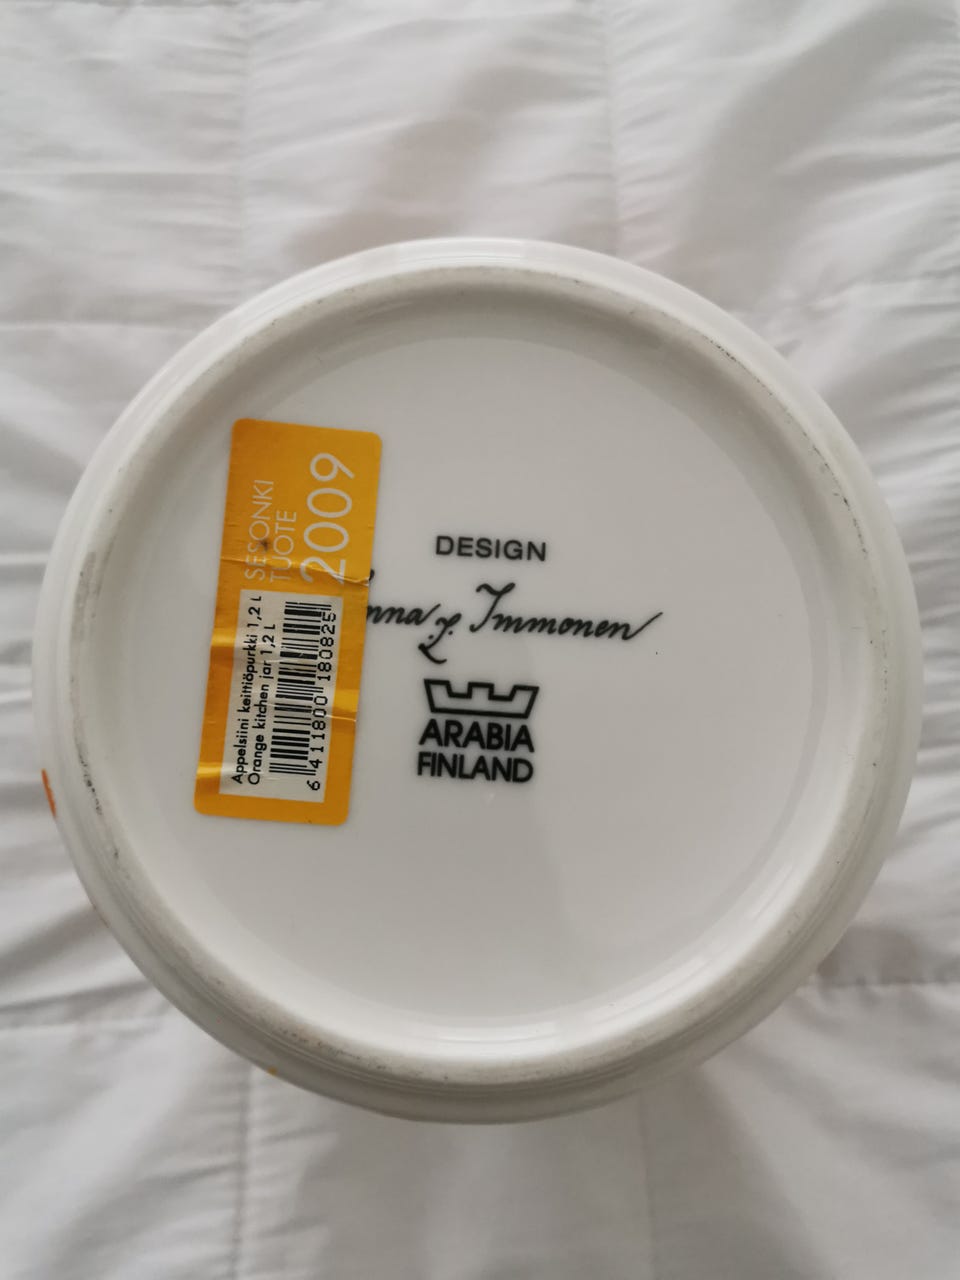 SESONKI
TUOTE
2009
Appelsiini keittiöpurkki 1,2 L
Orange kitchen jar 1,2 L
6 411800 180825
DESIGN
Immonen
ARABIA
FINLAND